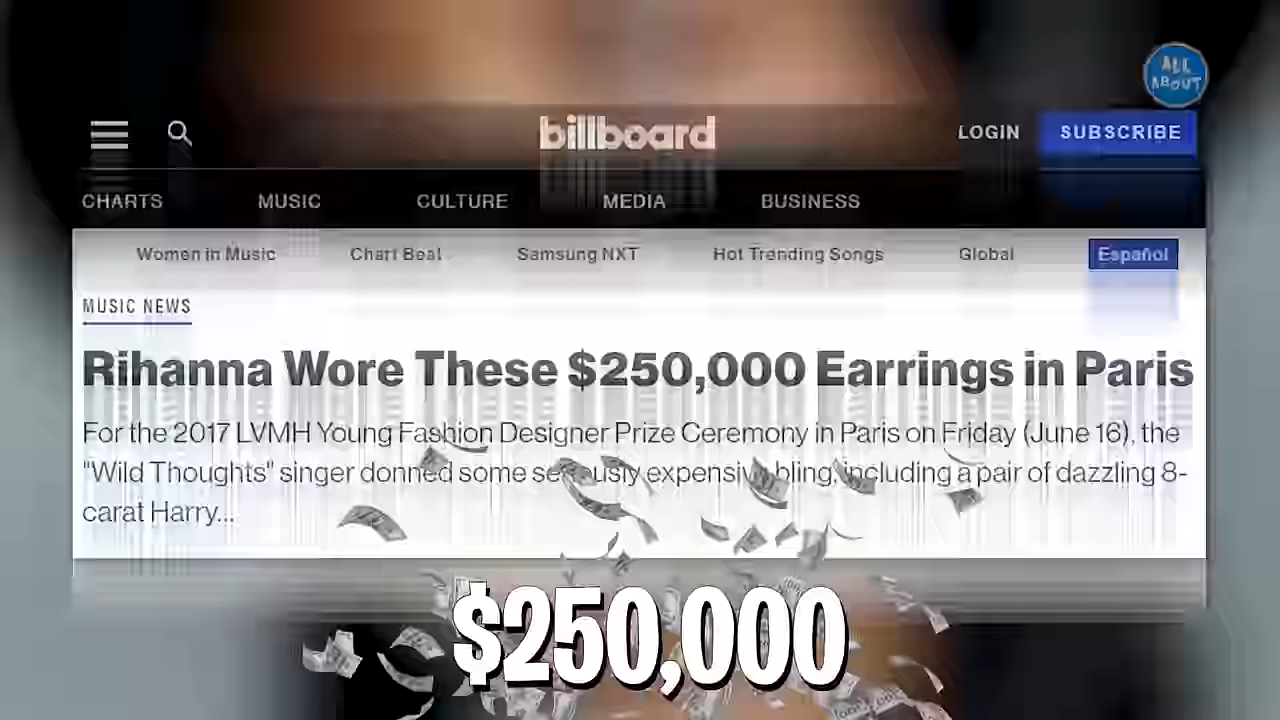 ALL
ABOUT
billboard
LOGIN
SUBSCRIBE
CHARTS MUSIC CULTURE MEDIA BUSINESS
Women in Music Chart Beat Samsung NXT Hot Trending Songs Global Español
MUSIC NEWS
Rihanna Wore These $250,000 Earrings in Paris
For the 2017 LVMH Young Fashion Designer Prize Ceremony in Paris on Friday (June 16), the
"Wild Thoughts" singer donned some seriously expensive bling, including a pair of dazzling 8-
carat Harry...
$250,000